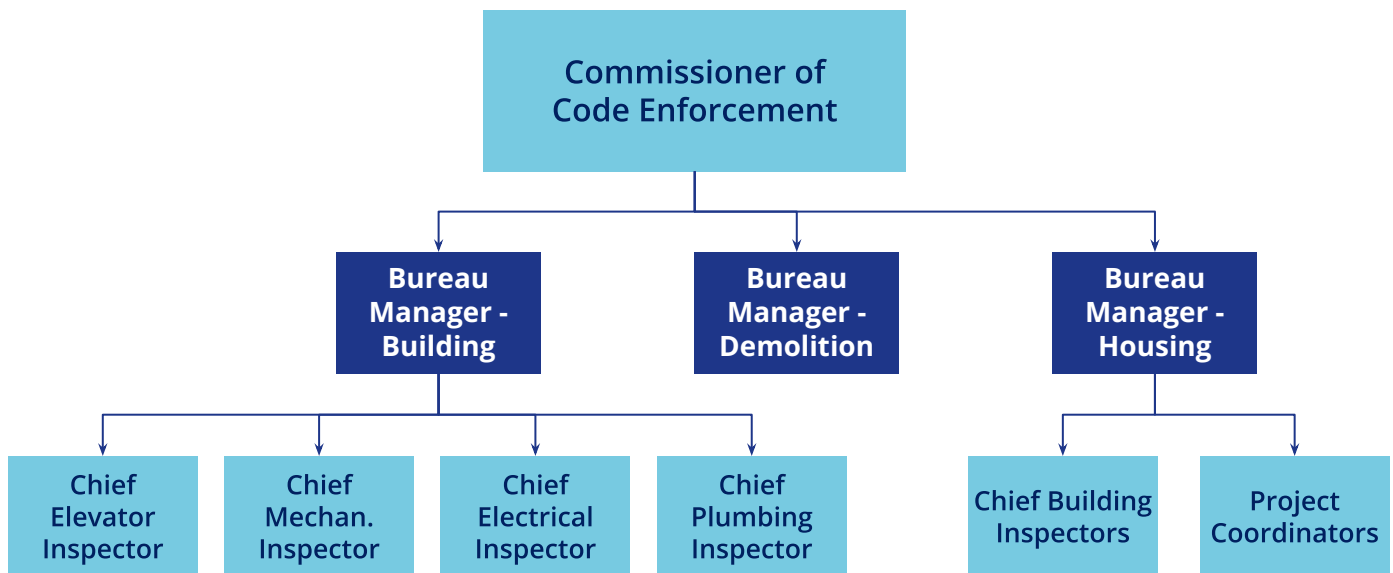 Commissioner of
Code Enforcement
Bureau
Manager -
Building
Bureau
Manager -
Demolition
Bureau
Manager -
Housing
Chief
Elevator
Inspector
Chief
Mechan.
Inspector
Chief
Electrical
Inspector
Chief
Plumbing
Inspector
Chief Building
Inspectors
Project
Coordinators